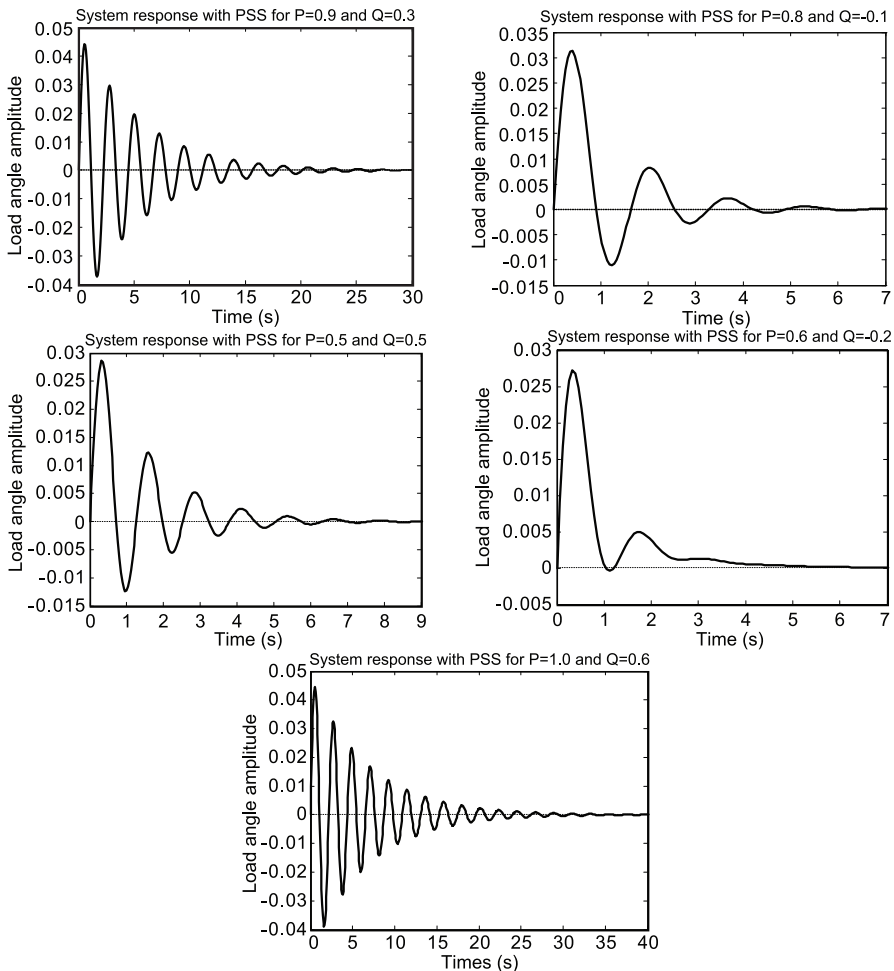 System response with PSS for P=0.9 and Q=0.3
Load angle amplitude
0.05
0.04
0.03
0.02
0.01
0
-0.01
-0.02
-0.03
-0.04
0 5 10 15 20 25 30
Time (s)
System response with PSS for P=0.8 and Q=-0.1
Load angle amplitude
0.035
0.03
0.025
0.02
0.015
0.01
0.005
0
-0.005
-0.01
-0.015
0 1 2 3 4 5 6 7
Time (s)
System response with PSS for P=0.5 and Q=0.5
Load angle amplitude
0.03
0.025
0.02
0.015
0.01
0.005
0
-0.005
-0.01
-0.015
0 1 2 3 4 5 6 7 8 9
Time (s)
System response with PSS for P=0.6 and Q=-0.2
Load angle amplitude
0.03
0.025
0.02
0.015
0.01
0.005
0
-0.005
0 1 2 3 4 5 6 7
Time (s)
System response with PSS for P=1.0 and Q=0.6
Load angle amplitude
0.05
0.04
0.03
0.02
0.01
0
-0.01
-0.02
-0.03
-0.04
0 5 10 15 20 25 30 35 40
Times (s)